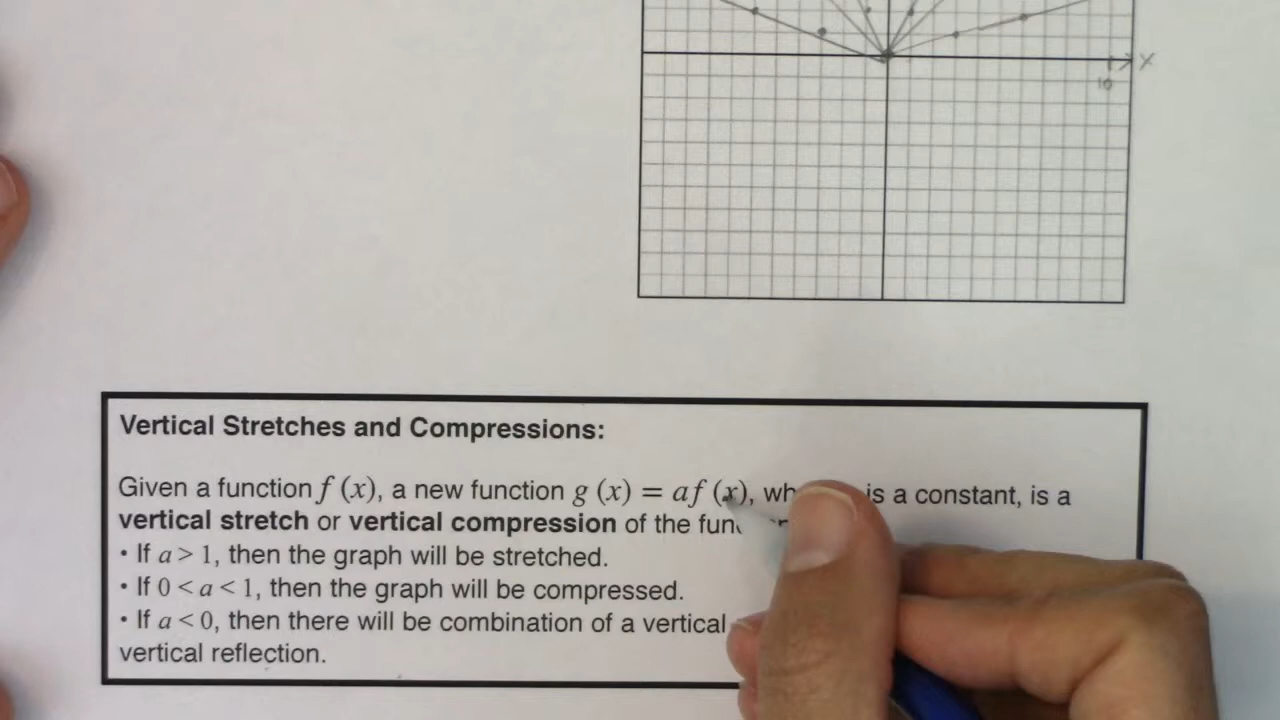 X
10
Vertical Stretches and Compressions:
Given a function f (x), a new function g (x) = af (x), is a constant, is a
vertical stretch or vertical compression of the
• If a > 1, then the graph will be stretched.
• If 0 < a < 1, then the graph will be compressed.
• If a < 0, then there will be combination of a vertical
vertical reflection.